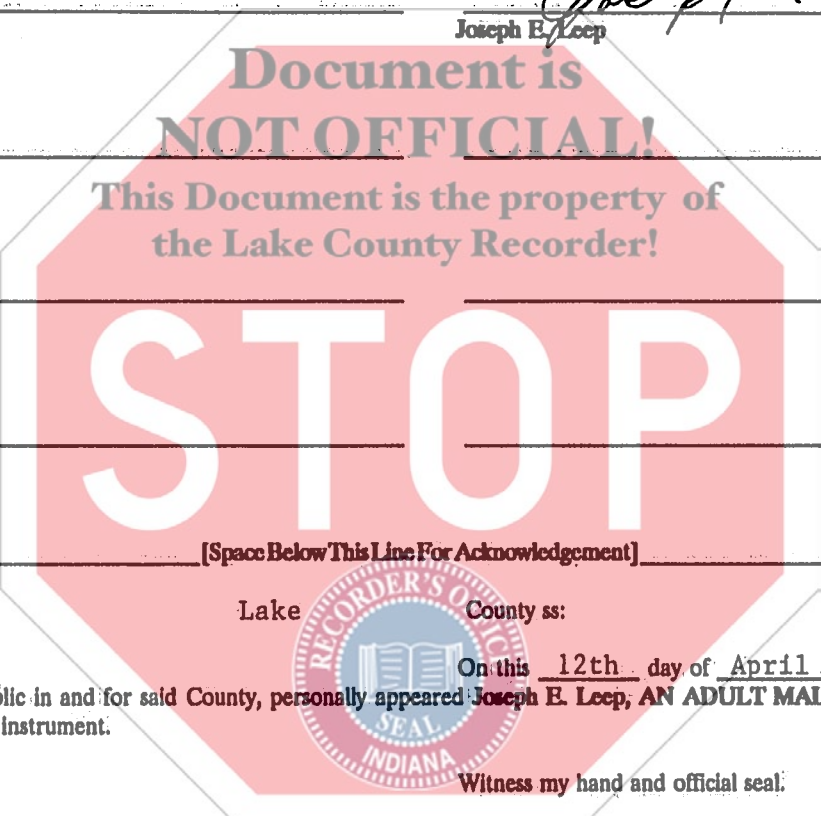 Joseph E. Leep
Document is
NOT OFFICIAL!
This Document is the property of
the Lake County Recorder!
STOP
[Space Below This Line For Acknowledgement]
Lake County ss:
On this 12th day of April
lic in and for said County, personally appeared Joseph E. Leep, AN ADULT MAL
instrument.
RECORDER'S OFFICE
SEAL
INDIANA
Witness my hand and official seal.